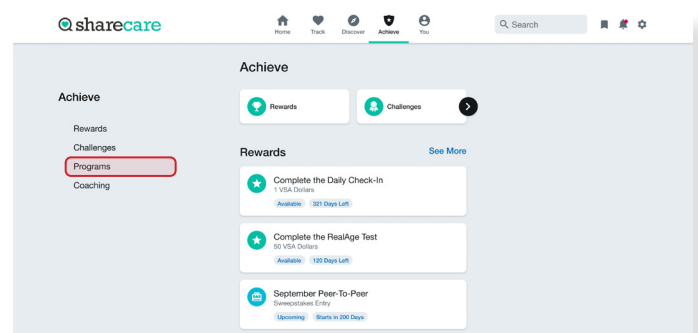 sharecare
Home Track Discover Achieve You
Search
Achieve
Rewards
Challenges
Programs
Coaching
Achieve
Rewards Challenges
Rewards See More
Complete the Daily Check-In
1 VSA Dollars
Available 321 Days Left
Complete the RealAge Test
50 VSA Dollars
Available 120 Days Left
September Peer-To-Peer
Sweepstakes Entry
Upcoming Starts in 200 Days